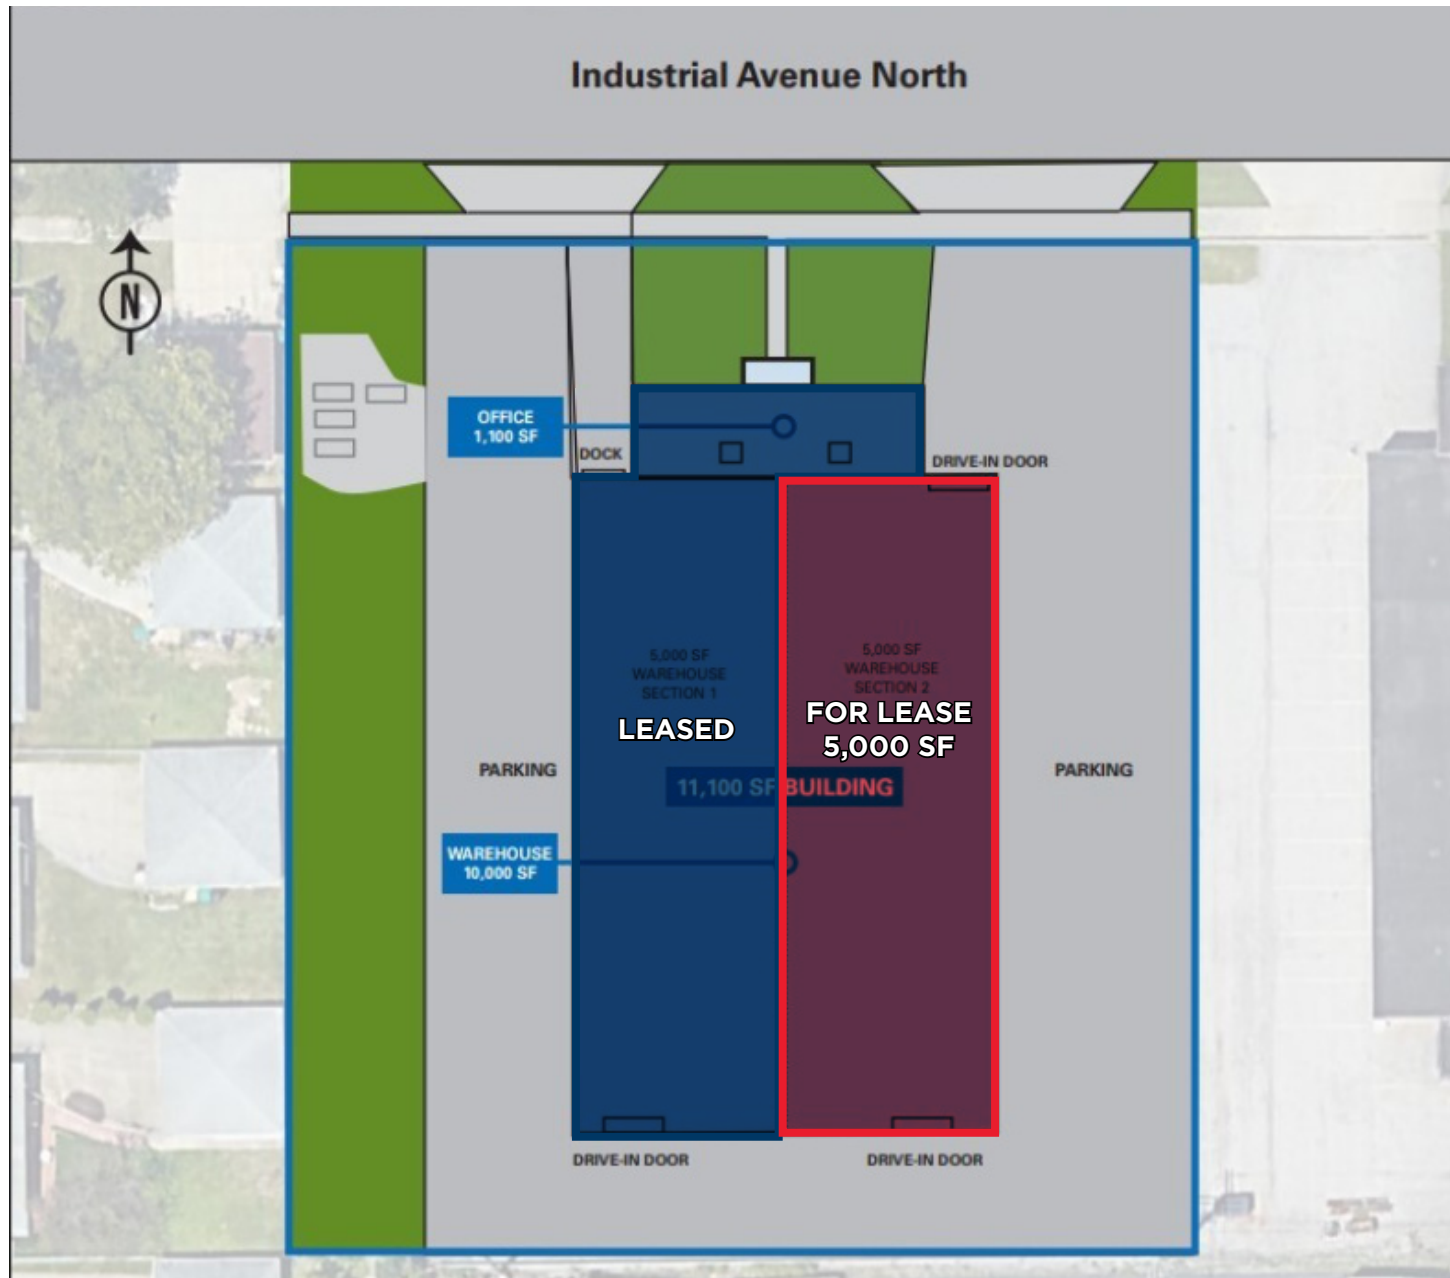 Industrial Avenue North
N
OFFICE
1,100 SF
DOCK
DRIVE-IN DOOR
5,000 SF
WAREHOUSE
SECTION 1
LEASED
5,000 SF
WAREHOUSE
SECTION 2
FOR LEASE
5,000 SF
PARKING
11,100 SF BUILDING
PARKING
WAREHOUSE
10,000 SF
DRIVE-IN DOOR
DRIVE-IN DOOR